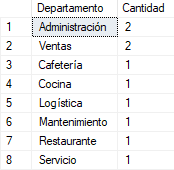 Departamento Cantidad
1 Administración 2
2 Ventas 2
3 Cafetería 1
4 Cocina 1
5 Logística 1
6 Mantenimiento 1
7 Restaurante 1
8 Servicio 1